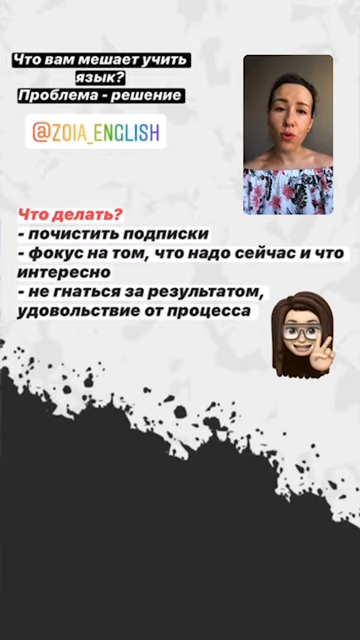 Что вам мешает учить
язык?
Проблема - решение
@ZOIA_ENGLISH
Что делать?
- почистить подписки
- фокус на том, что надо сейчас и что
интересно
- не гнаться за результатом,
удовольствие от процесса